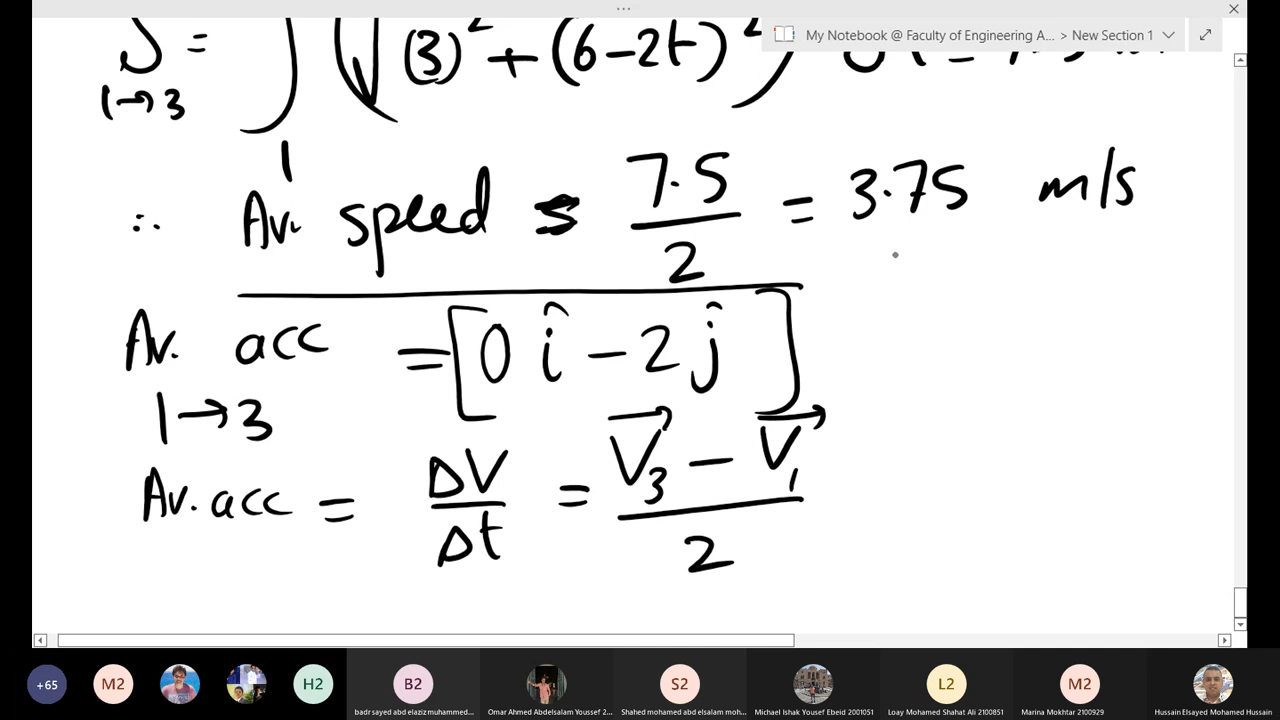 My Notebook @ Faculty of Engineering A... > New Section 1
S = ∫ (√(3)² + (6-2t)²)
1→3
1
∴ Av. speed = 7.5/2 = 3.75 m/s
Av. acc = [0 î - 2 ĵ]
1→3
Av. acc = ΔV/Δt = V₃ - V₁/2
+65
M2
H2
B2
S2
L2
M2
badr sayed abd elaziz muhammed...
Omar Ahmed Abdelsalam Youssef 2...
Shahed mohamed abd elsalam moh...
Michael Ishak Yousef Ebeid 2001051
Loay Mohamed Shahat Ali 2100851
Marina Mokhtar 2100929
Hussain Elsayed Mohamed Hussain